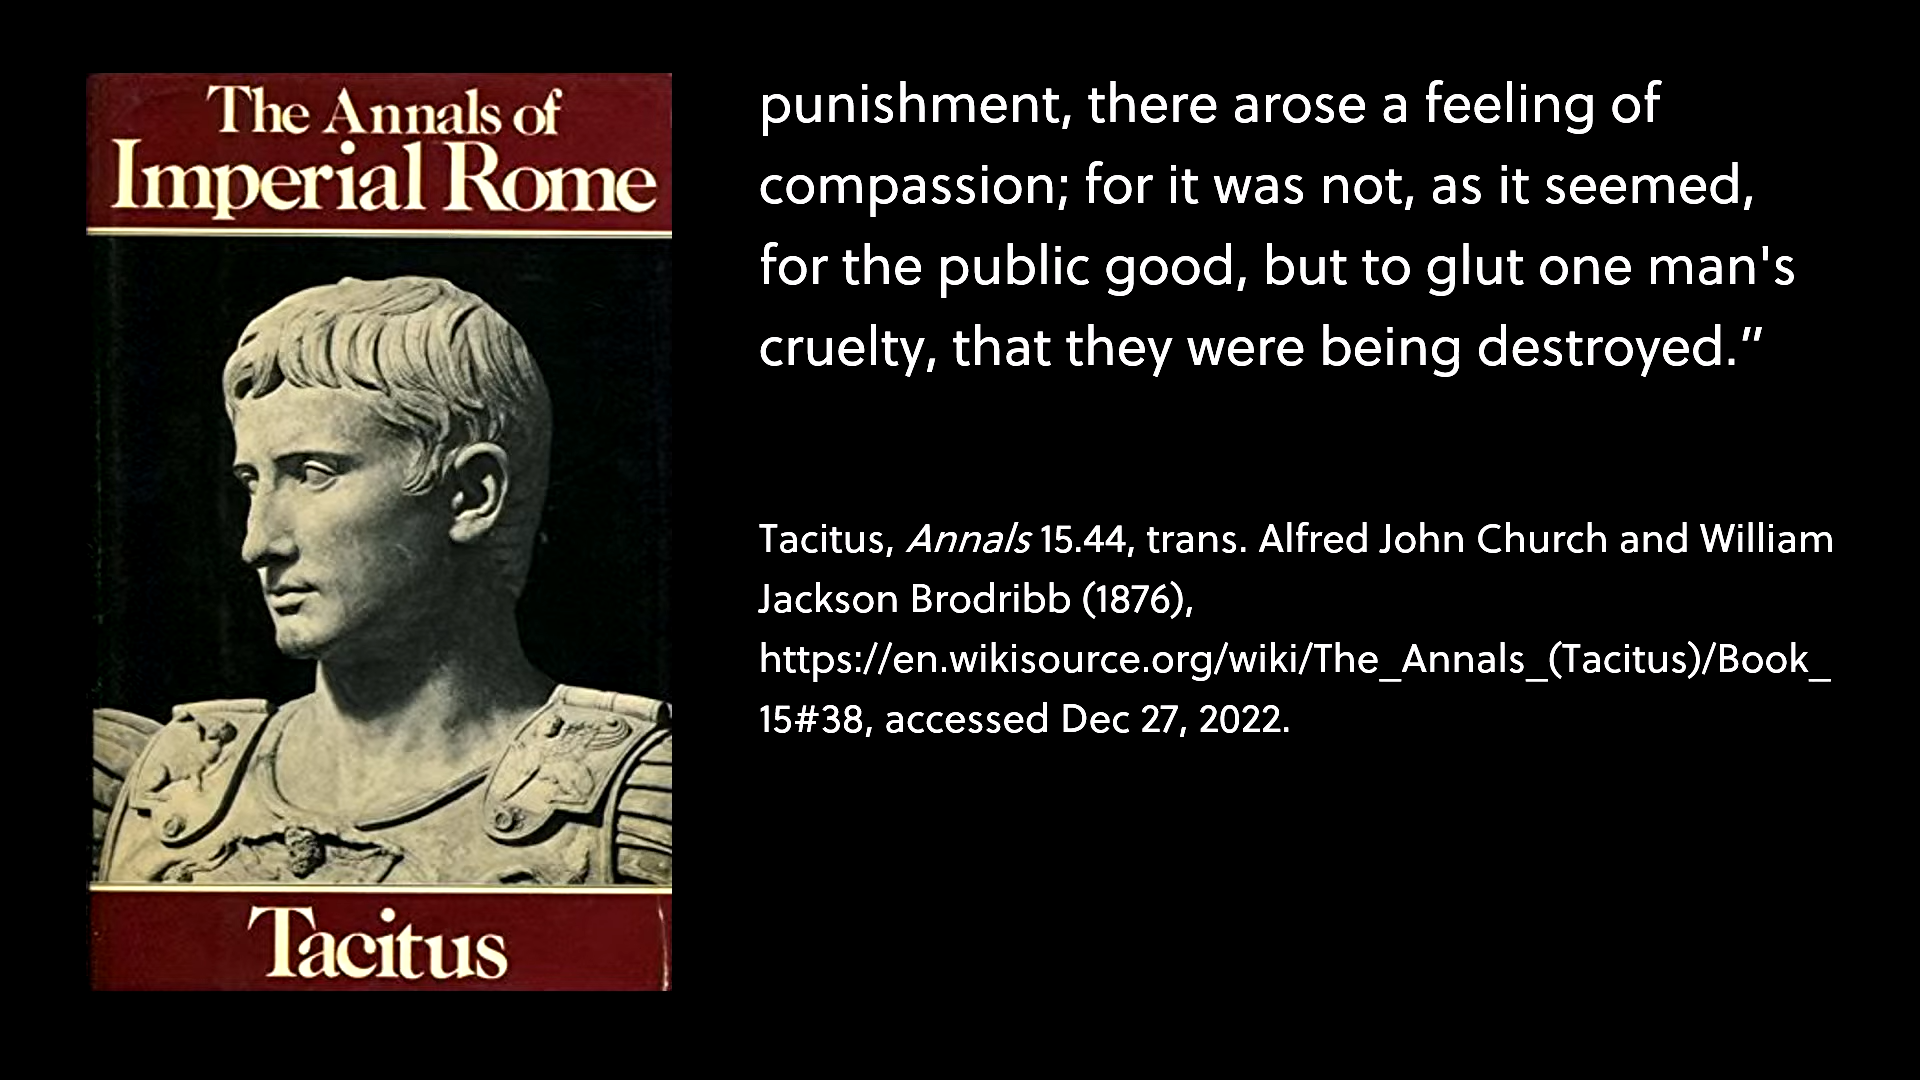 The Annals of
Imperial Rome
Tacitus
punishment, there arose a feeling of
compassion; for it was not, as it seemed,
for the public good, but to glut one man's
cruelty, that they were being destroyed.”
Tacitus, Annals 15.44, trans. Alfred John Church and William
Jackson Brodribb (1876),
https://en.wikisource.org/wiki/The_Annals_(Tacitus)/Book_
15#38, accessed Dec 27, 2022.